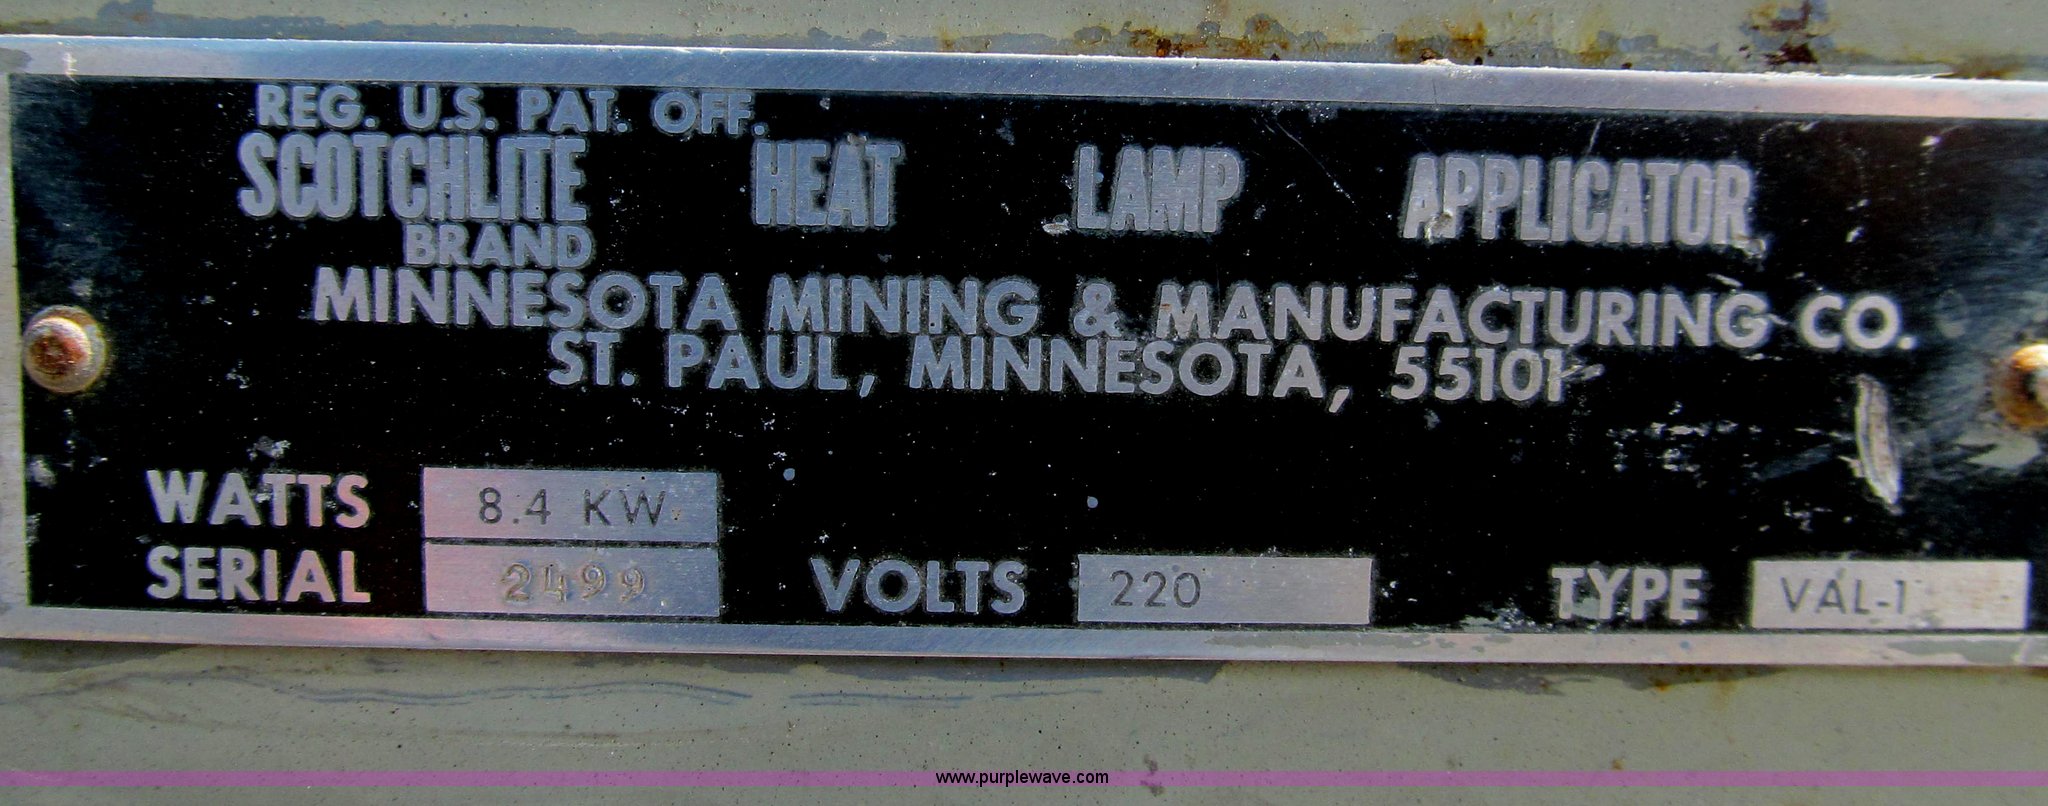 REG. U.S. PAT. OFF.
SCOTCHLITE HEAT LAMP APPLICATOR
BRAND
MINNESOTA MINING & MANUFACTURING CO.
ST. PAUL, MINNESOTA, 55101
WATTS 8.4 KW
SERIAL 2499 VOLTS 220 TYPE VAL-1
www.purplewave.com